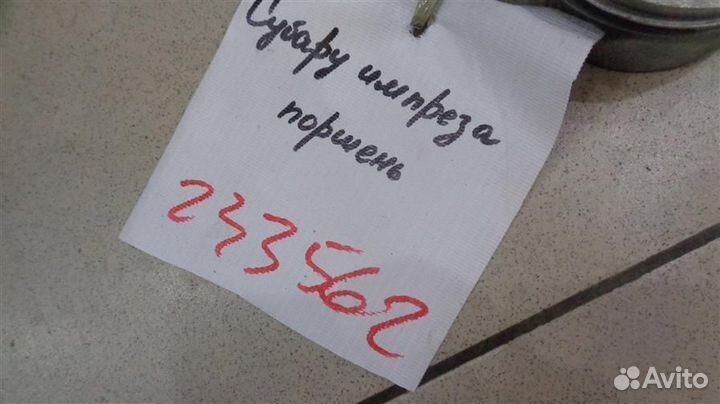 Субару импреза
поршень
233562
Avito